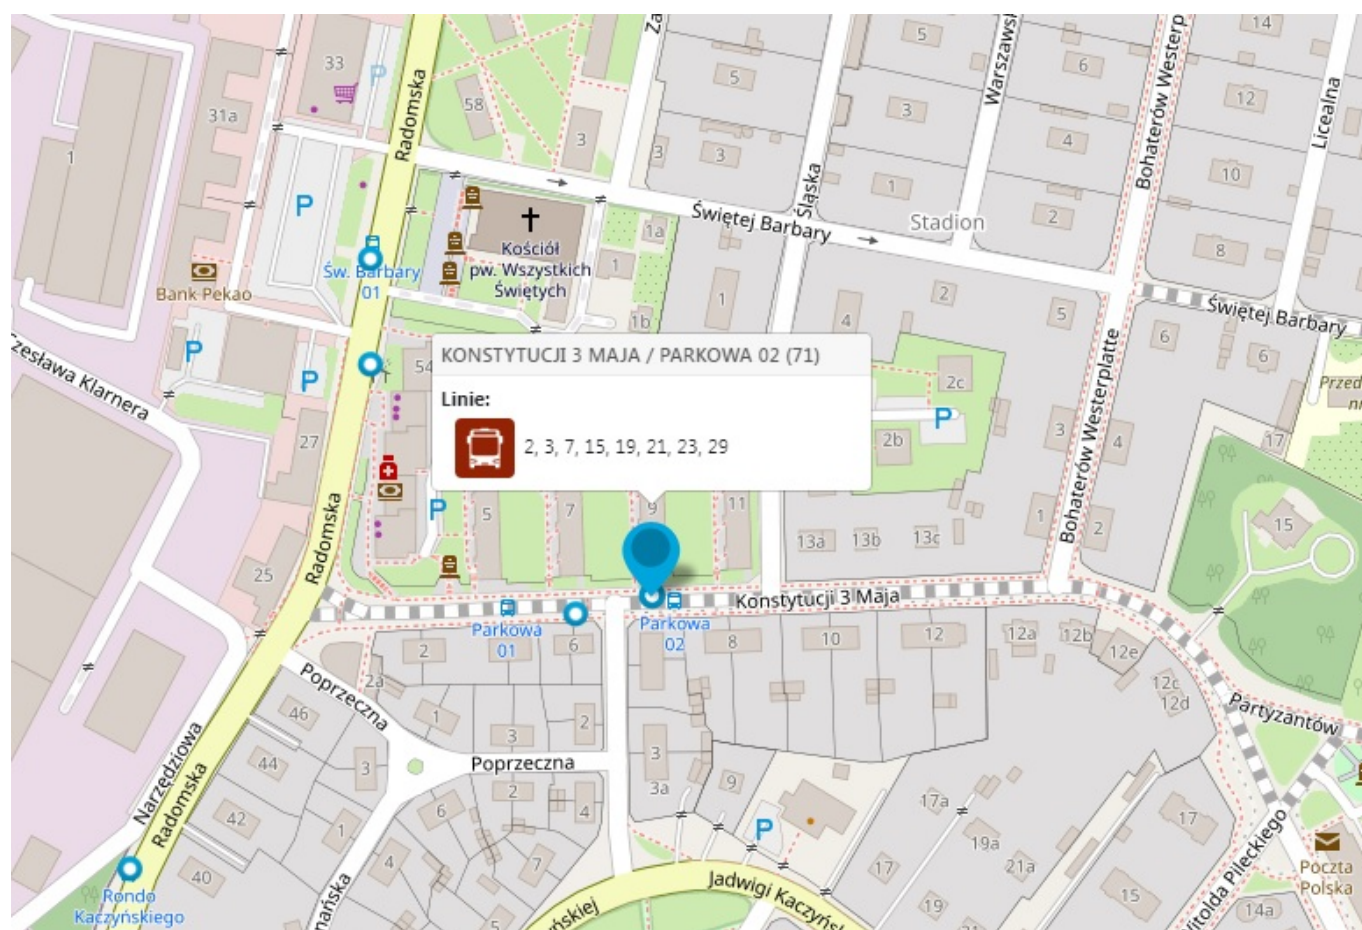 33
P
31a
58
3
Radomska
1
P
5
3
3
5
3
1
Śląska
6
4
2
14
12
10
8
Licealna
Kościół
pw. Wszystkich
Świętych
Świętej Barbary
Stadion
1a
1
1b
1
4
2
5
Św. Barbary
01
Bank Pekao
P
P
Świętej Barbary
6
6
Bohaterów Westerplatte
54
KONSTYTUCJI 3 MAJA / PARKOWA 02 (71)
Linie:
2, 3, 7, 15, 19, 21, 23, 29
2c
P
2b
3
4
17
27
P
5
7
9
11
13a
13b
13c
1
2
15
Radomska
25
Konstytucji 3 Maja
Parkowa
01
Parkowa
02
2
6
8
10
12
12a
12b
12e
12c
12d
2a
Poprzeczna
1
3
2
46
44
42
40
3
Poprzeczna
3
3a
9
P
2
4
6
1
4
7
Narzędziowa
Radomska
Rondo
Kaczyńskiego
Jadwigi Kaczyńs
17a
19a
21a
17
19
21
17
15
14a
Partyzantów
itolda Pileckiego
Poczta
Polska